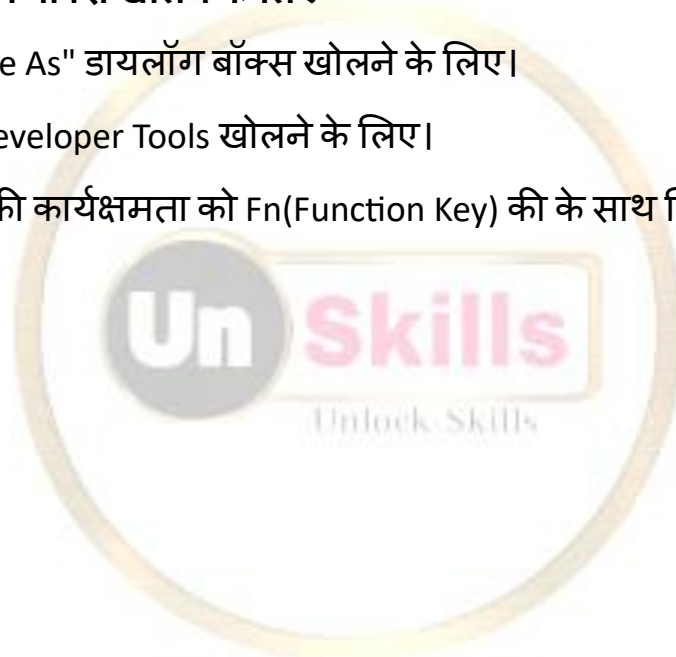 e As" डायलॉग बॉक्स खोलने के लिए।
eveloper Tools खोलने के लिए।
की कार्यक्षमता को Fn(Function Key) की के साथ
Un Skills
Unlock Skills